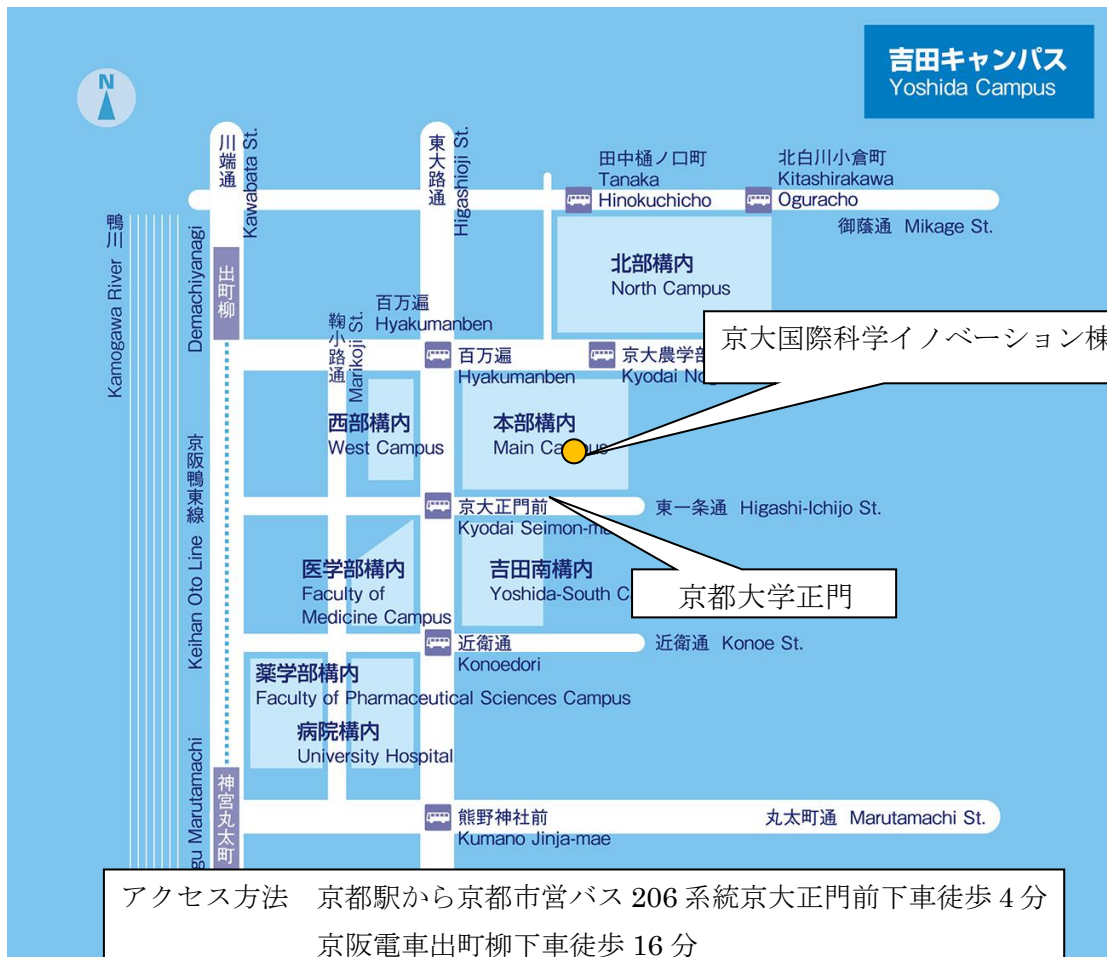 吉田キャンパス
Yoshida Campus
N
川端通
Kawabata St.
東大路通
Higashioji St.
田中樋ノ口町
Tanaka
Hinokuchicho
北白川小倉町
Kitashirakawa
Oguracho
御蔭通 Mikage St.
鴨川
Kamogawa River
Demachiyanagi
出町柳
北部構内
North Campus
百万遍
Hyakumanben
鞠小路通
Marikoji St.
百万遍
Hyakumanben
京大農学部
Kyodai
京大国際科学イノベーション棟
西部構内
West Campus
本部構内
Main Campus
京阪鴨東線
Keihan Oto Line
京大正門前
Kyodai Seimon-ma
東一条通 Higashi-Ichijo St.
医学部構内
Faculty of
Medicine Campus
吉田南構内
Yoshida-South C
京都大学正門
近衛通
Konoedori
近衛通 Konoe St.
薬学部構内
Faculty of Pharmaceutical Sciences Campus
病院構内
University Hospital
gu Marutamachi
神宮丸太町
熊野神社前
Kumano Jinja-mae
丸太町通 Marutamachi St.
アクセス方法 京都駅から京都市営バス 206 系統京大正門前下車徒歩 4 分
京阪電車出町柳下車徒歩 16 分